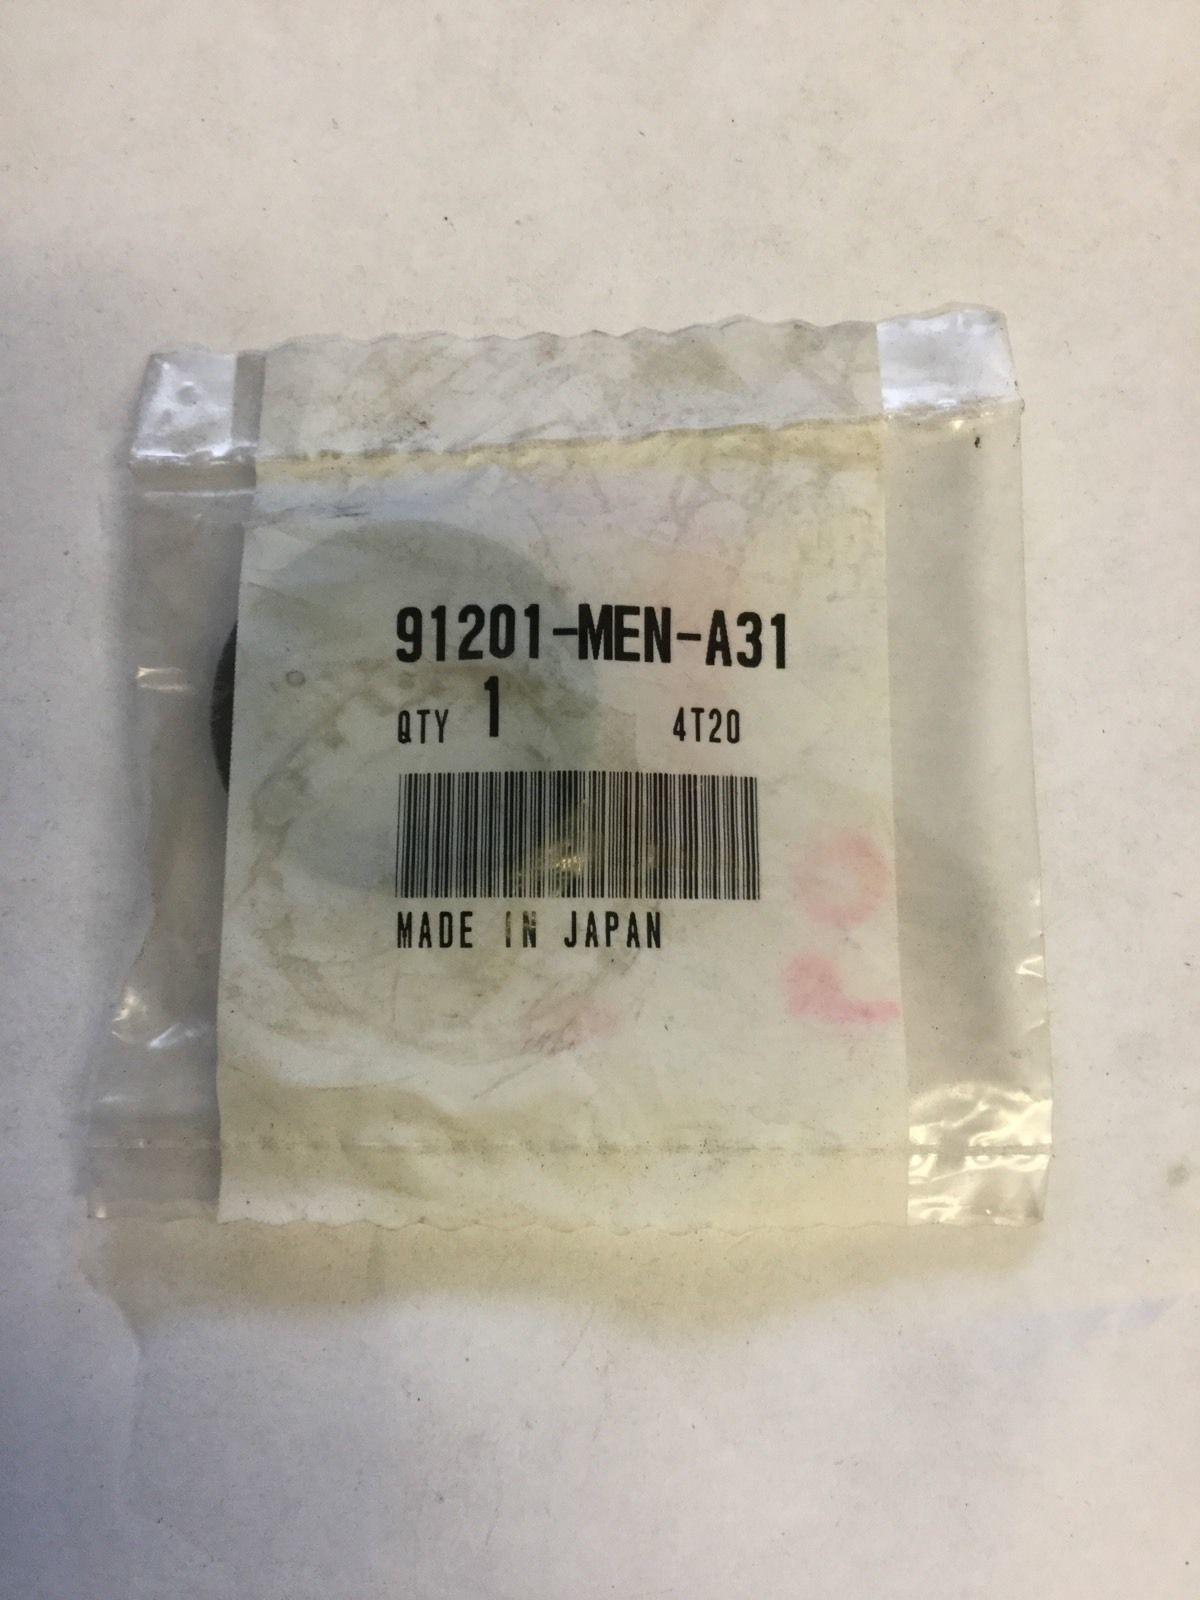 91201-MEN-A31
QTY 1 4T20
MADE IN JAPAN